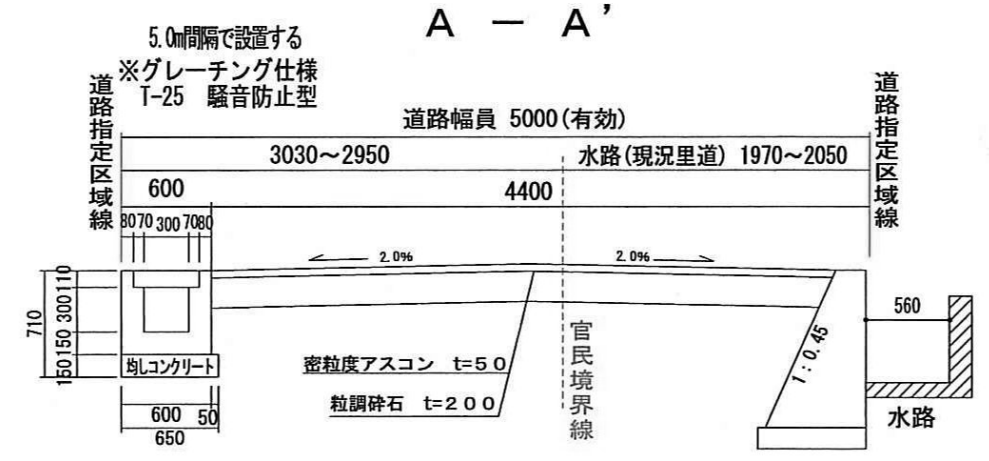 A － A’
5.0m間隔で設置する
※グレーチング仕様
T-25 騒音防止型
道路指定区域線
道路指定区域線
道路幅員 5000(有効)
3030～2950
水路(現況里道) 1970～2050
600
4400
80 70 300 70 80
2.0%
2.0%
110
300
150
150
710
560
均しコンクリート
官民境界線
1:0.45
密粒度アスコン t=50
粒調砕石 t=200
水路
600
50
650